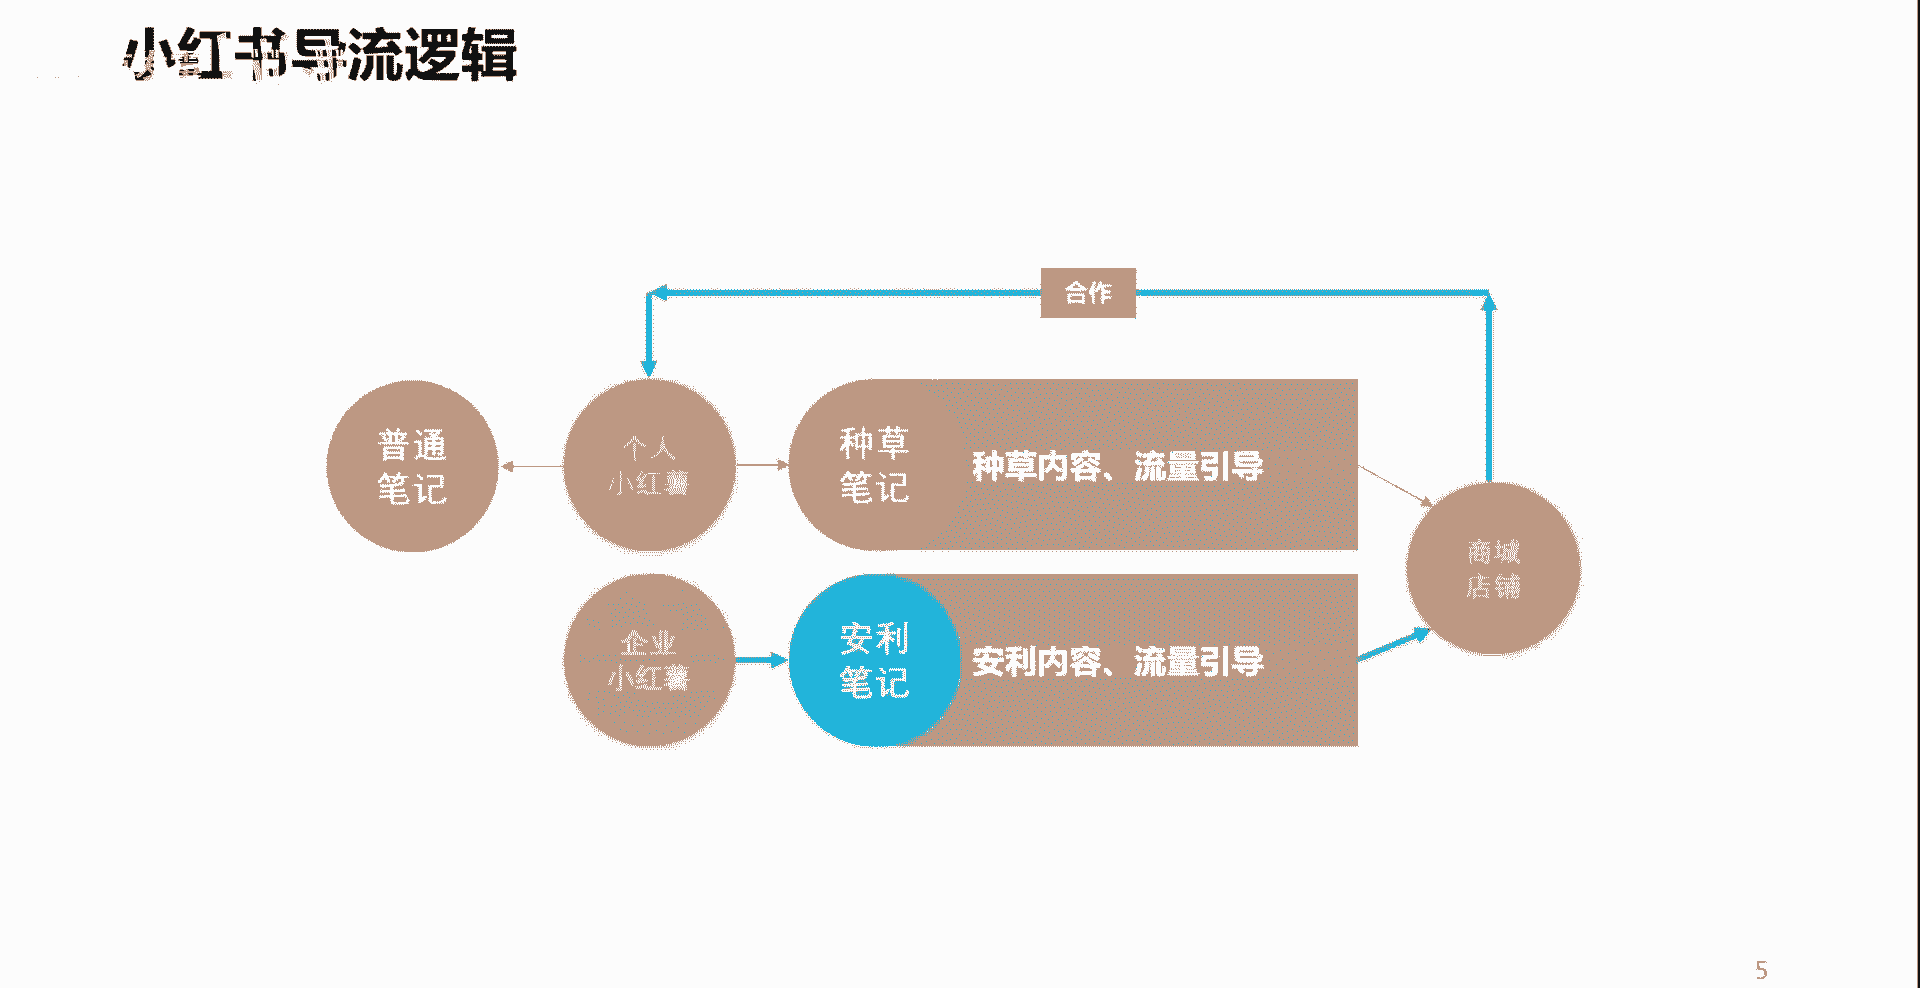 小红书导流逻辑
合作
普通
笔记
个人
小红薯
种草
笔记
种草内容、流量引导
商城
店铺
企业
小红薯
安利
笔记
安利内容、流量引导
5